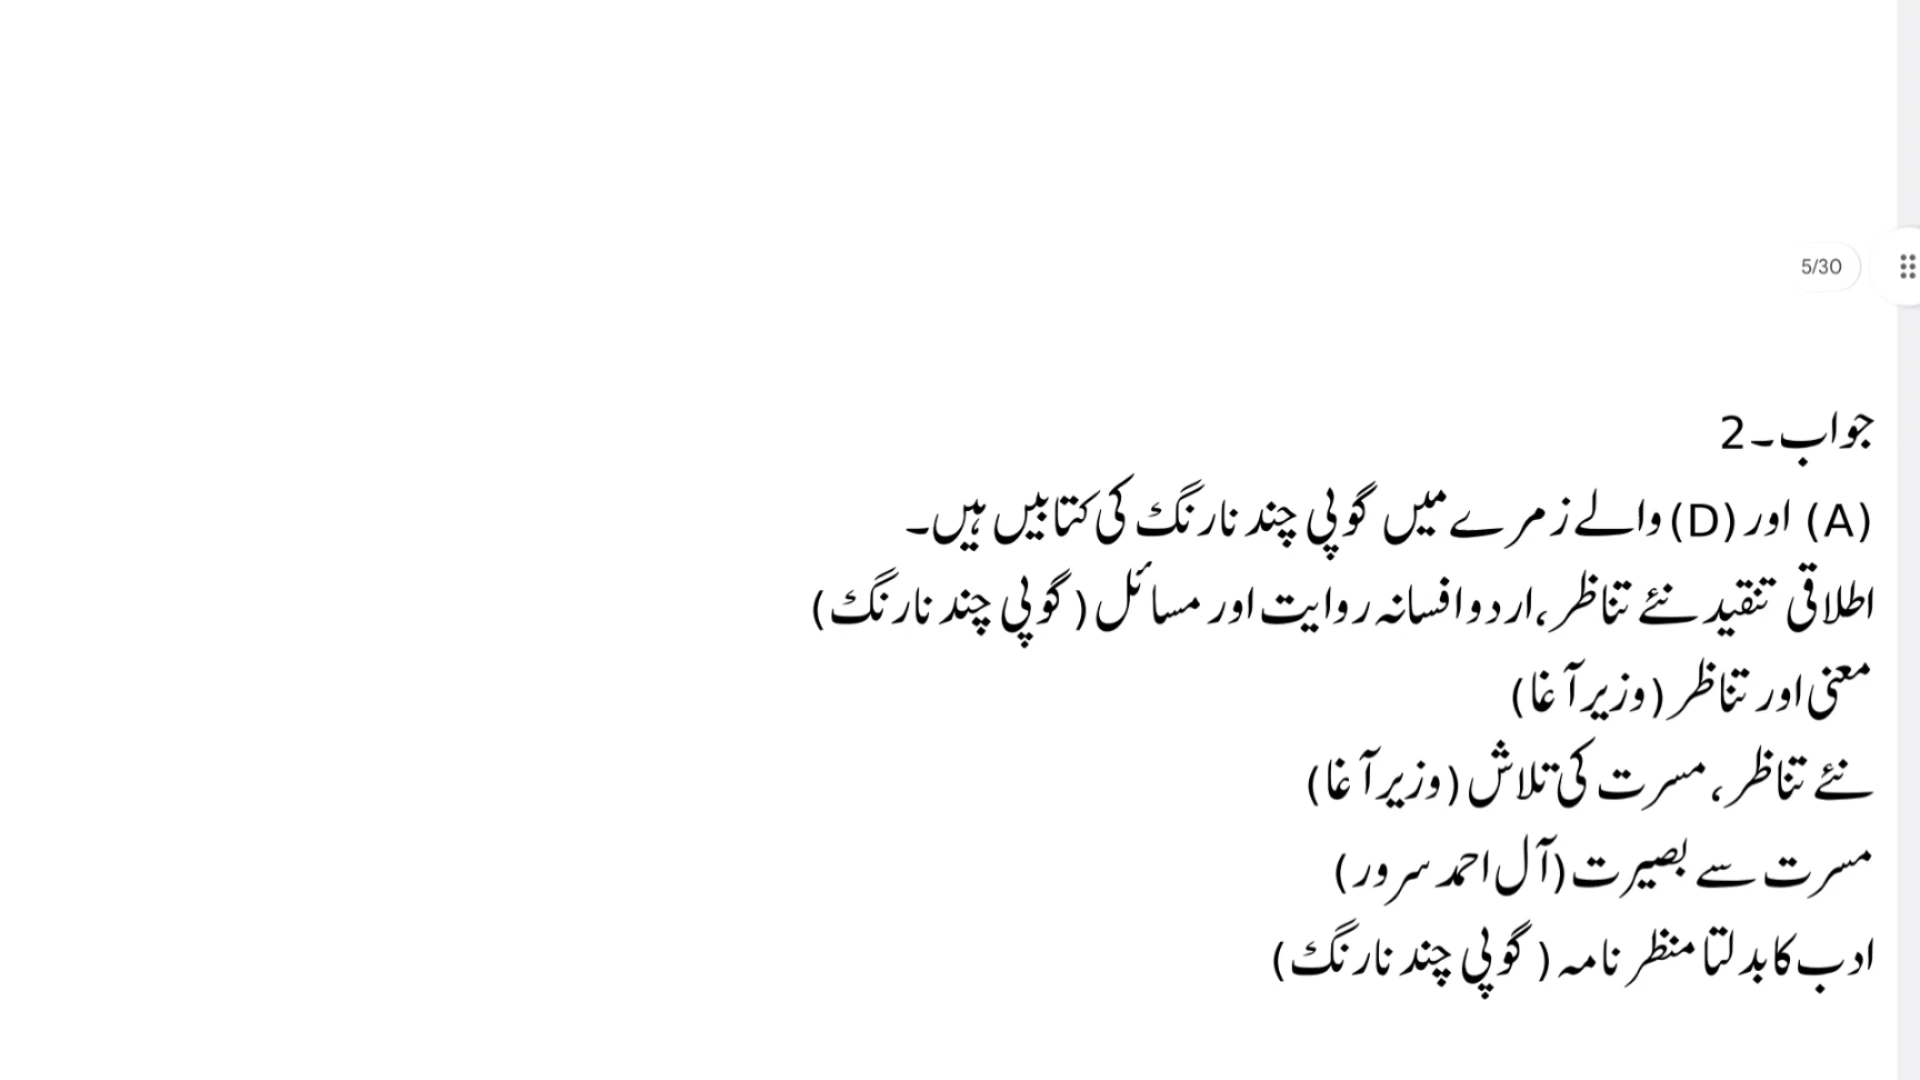 5/30
جواب۔2
(A) اور (D) والے زمرے میں گوپی چند نارنگ کی کتابیں ہیں۔
اطلاقی تنقید نئے تناظر، اردو افسانہ روایت اور مسائل (گوپی چند نارنگ)
معنی اور تناظر (وزیر آغا)
نئے تناظر، مسرت کی تلاش (وزیر آغا)
مسرت سے بصیرت (آل احمد سرور)
ادب کا بدلتا منظر نامہ (گوپی چند نارنگ)